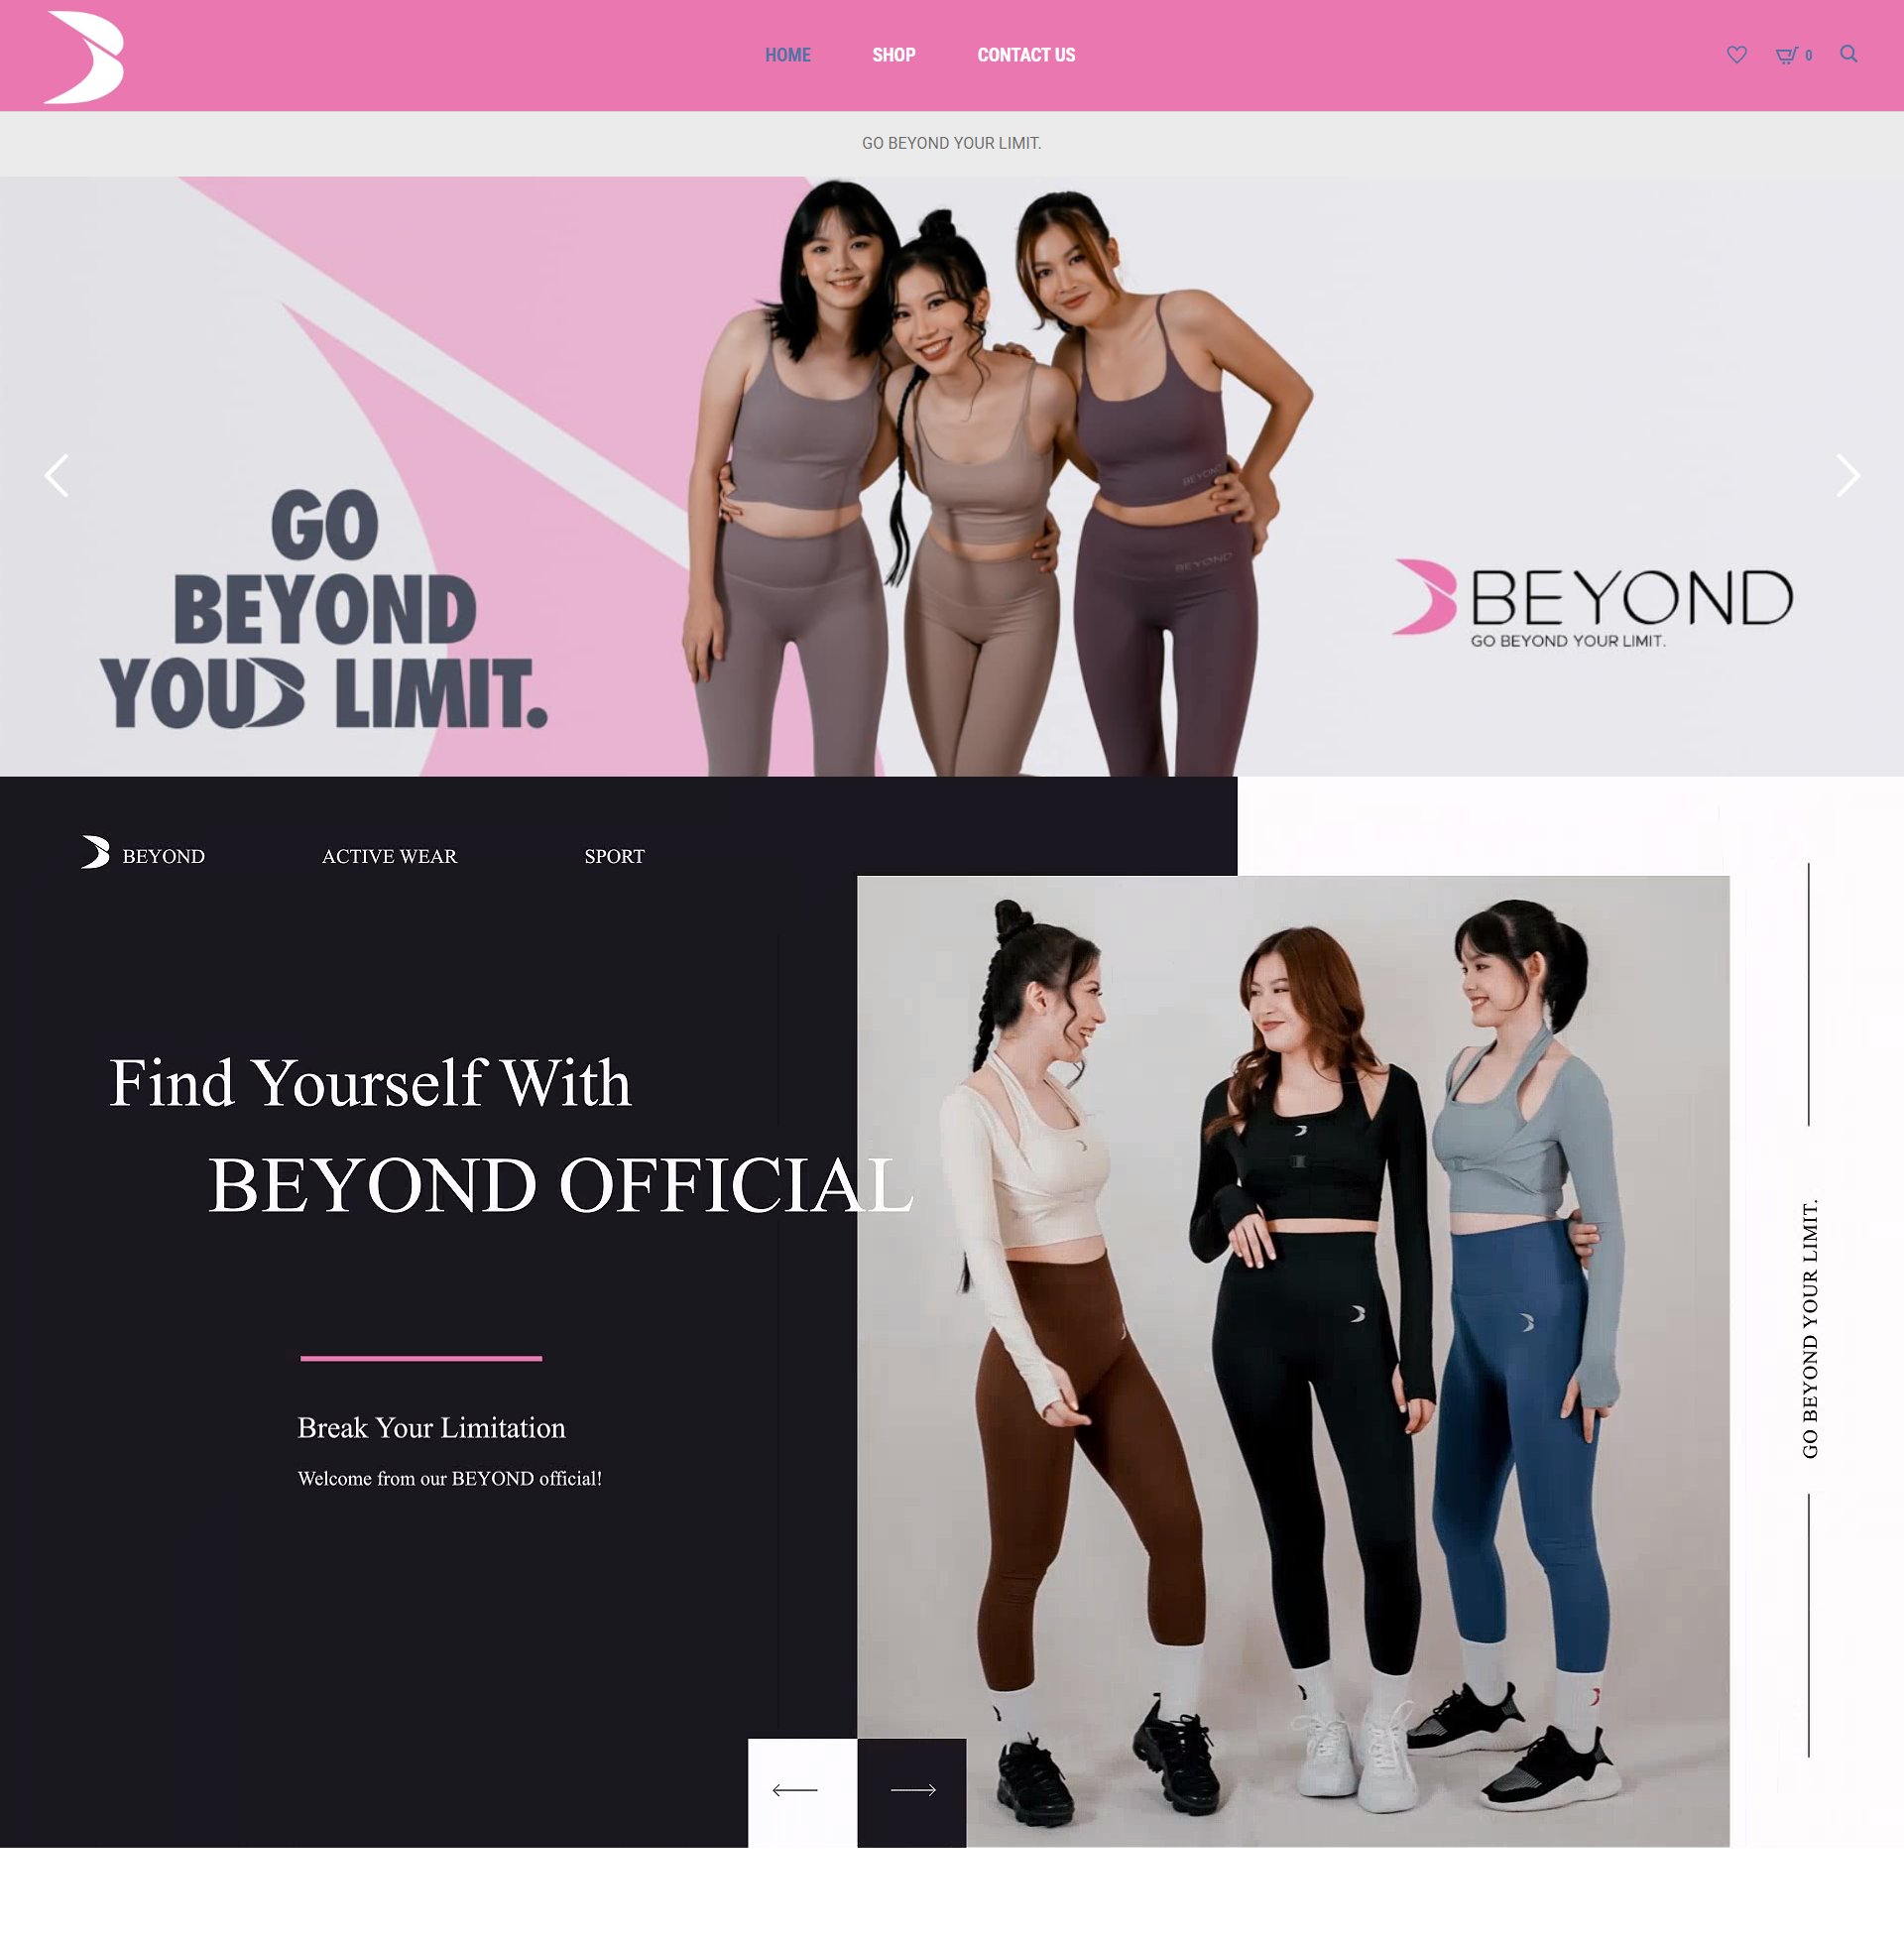 HOME SHOP CONTACT US 0
GO BEYOND YOUR LIMIT.
GO
BEYOND
YOUR LIMIT.
BEYOND
BEYOND
BEYOND
GO BEYOND YOUR LIMIT.
BEYOND ACTIVE WEAR SPORT
Find Yourself With
BEYOND OFFICIAL
Break Your Limitation
Welcome from our BEYOND official!
GO BEYOND YOUR LIMIT.